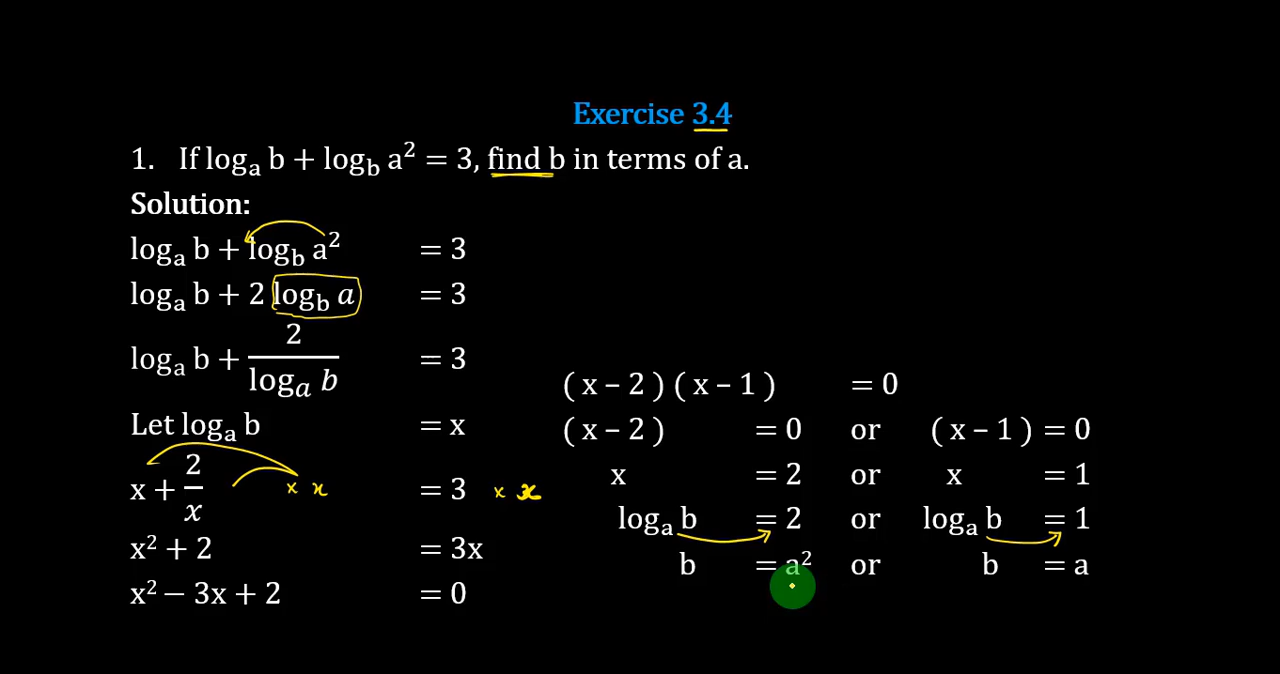 Exercise 3.4
1. If logₐ b + log_b a² = 3, find b in terms of a.
Solution:
logₐ b + log_b a² = 3
logₐ b + 2 log_b a = 3
logₐ b + 2/(logₐ b) = 3
Let logₐ b = x
x + 2/x × x = 3 × x
x² + 2 = 3x
x² − 3x + 2 = 0
( x – 2 ) ( x – 1 ) = 0
( x – 2 ) = 0 or ( x – 1 ) = 0
x = 2 or x = 1
logₐ b = 2 or logₐ b = 1
b = a² or b = a